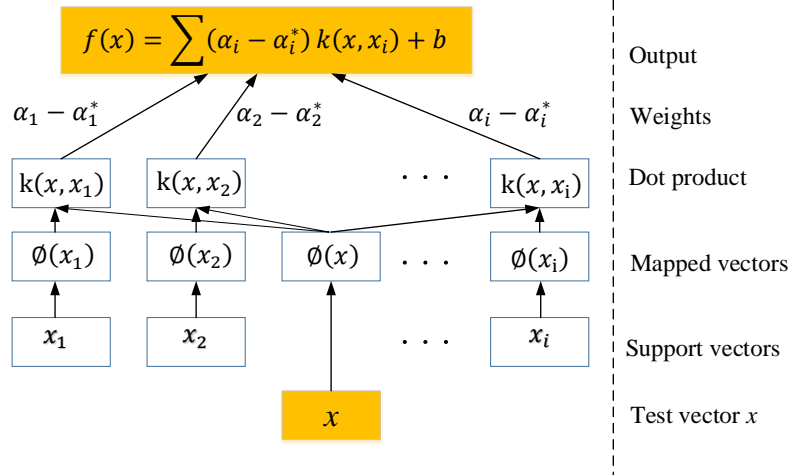 f(x) = ∑(αᵢ − αᵢ*) k(x, xᵢ) + b
Output
α₁ − α₁*
α₂ − α₂*
αᵢ − αᵢ*
Weights
k(x, x₁)
k(x, x₂)
. . .
k(x, xᵢ)
Dot product
∅(x₁)
∅(x₂)
∅(x)
. . .
∅(xᵢ)
Mapped vectors
x₁
x₂
. . .
xᵢ
Support vectors
x
Test vector x